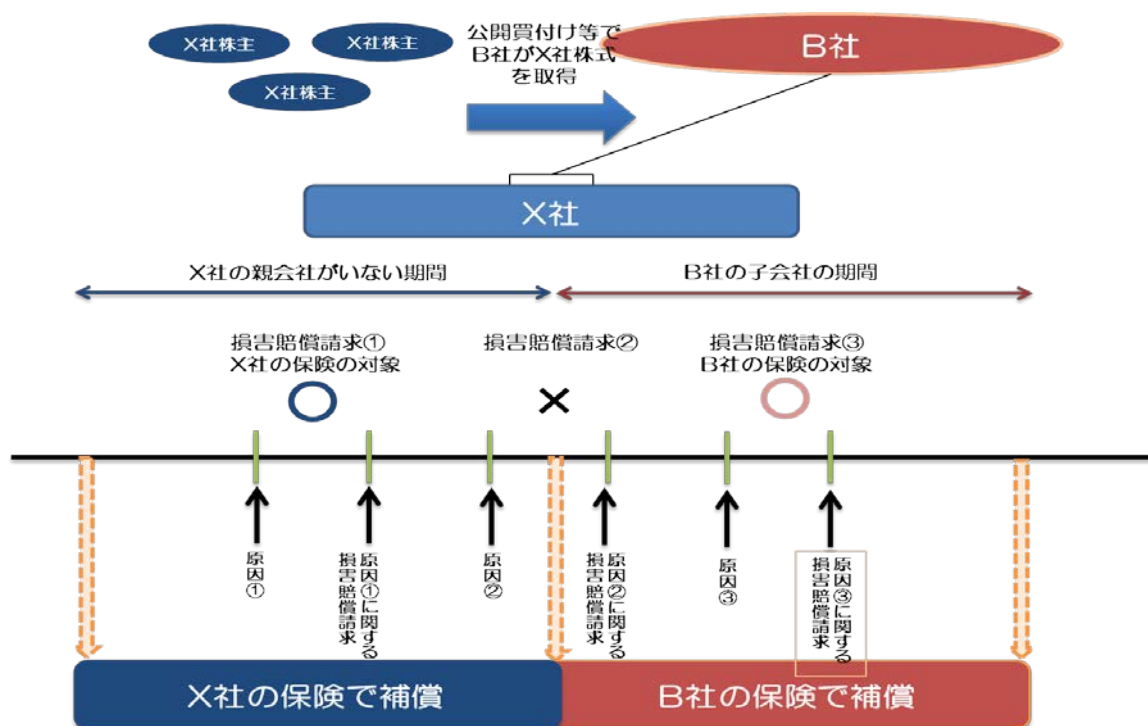 X社株主
X社株主
X社株主
公開買付け等で
B社がX社株式
を取得
B社
X社
X社の親会社がいない期間
B社の子会社の期間
損害賠償請求①
X社の保険の対象
損害賠償請求②
損害賠償請求③
B社の保険の対象
原因①
原因①に関する
損害賠償請求
原因②
原因②に関する
損害賠償請求
原因③
原因③に関する
損害賠償請求
X社の保険で補償
B社の保険で補償